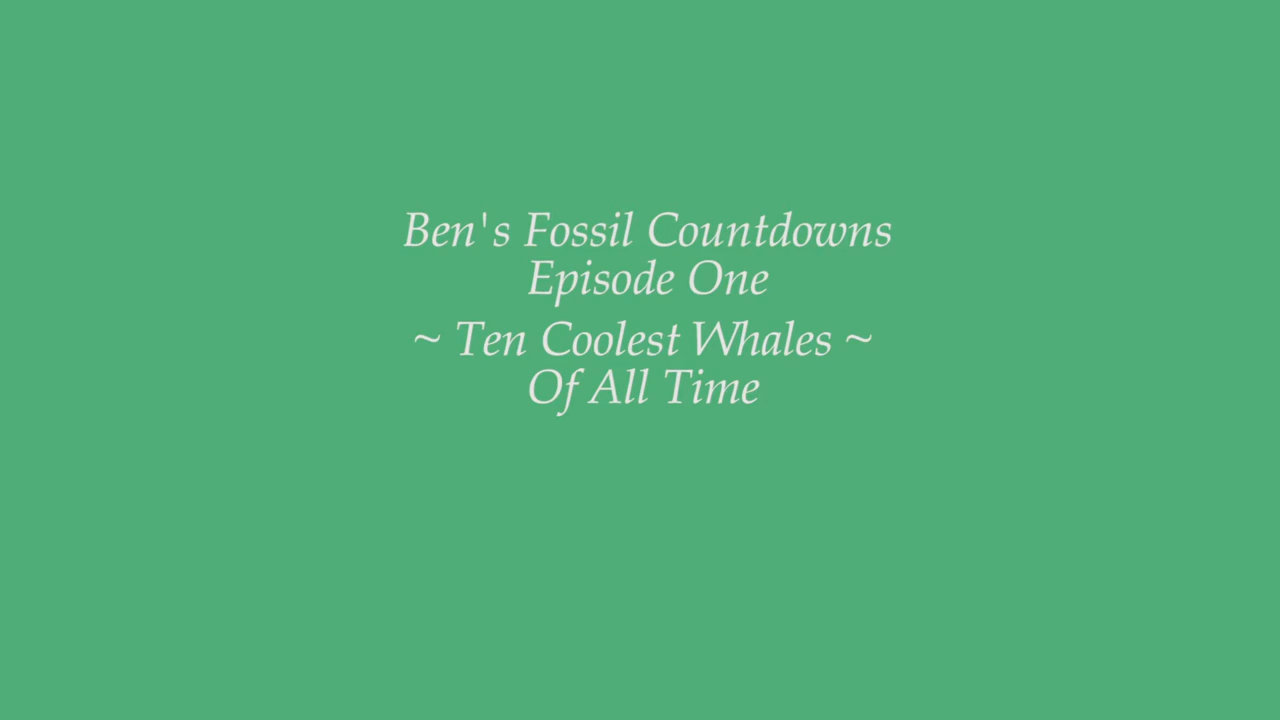 Ben's Fossil Countdowns
Episode One
~ Ten Coolest Whales ~
Of All Time